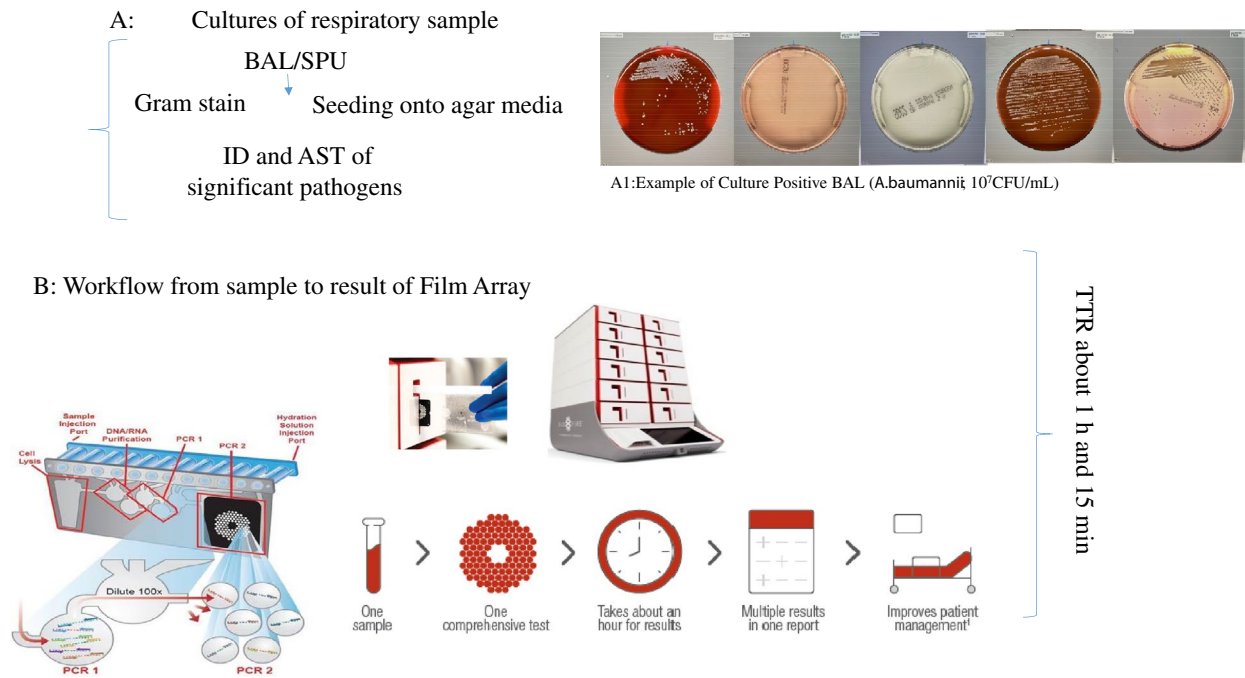 A: Cultures of respiratory sample
BAL/SPU
Gram stain
Seeding onto agar media
ID and AST of
significant pathogens
A1:Example of Culture Positive BAL (A.baumannii, 10⁷CFU/mL)
B: Workflow from sample to result of Film Array
TTR about 1 h and 15 min
Sample
Injection
Port
Hydration
Solution
Injection
Port
DNA/RNA
Purification
PCR 1
PCR 2
Cell
Lysis
Dilute 100x
PCR 1
PCR 2
One
sample
One
comprehensive test
Takes about an
hour for results
Multiple results
in one report
Improves patient
management¹